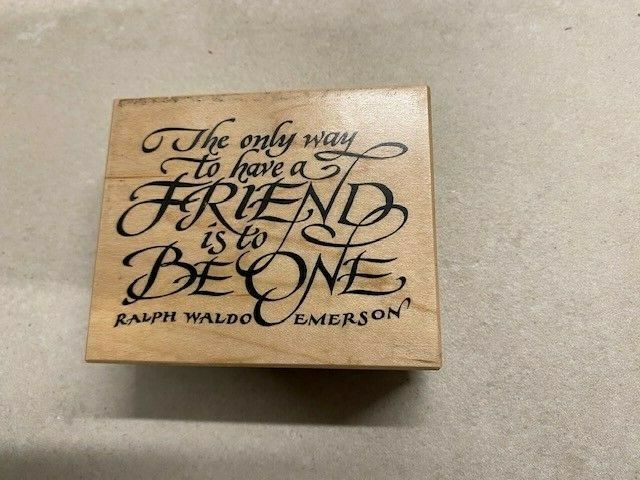 The only way
to have a
FRIEND
is to
BE ONE
RALPH WALDO EMERSON